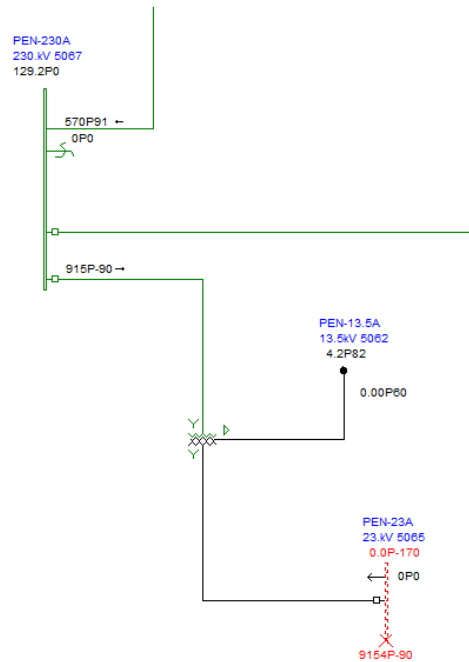 PEN-230A
230.kV 5067
129.2P0
570P91 ←
0P0
915P-90 →
PEN-13.5A
13.5kV 5062
4.2P82
0.00P60
PEN-23A
23.kV 5065
0.0P-170
0P0
9154P-90